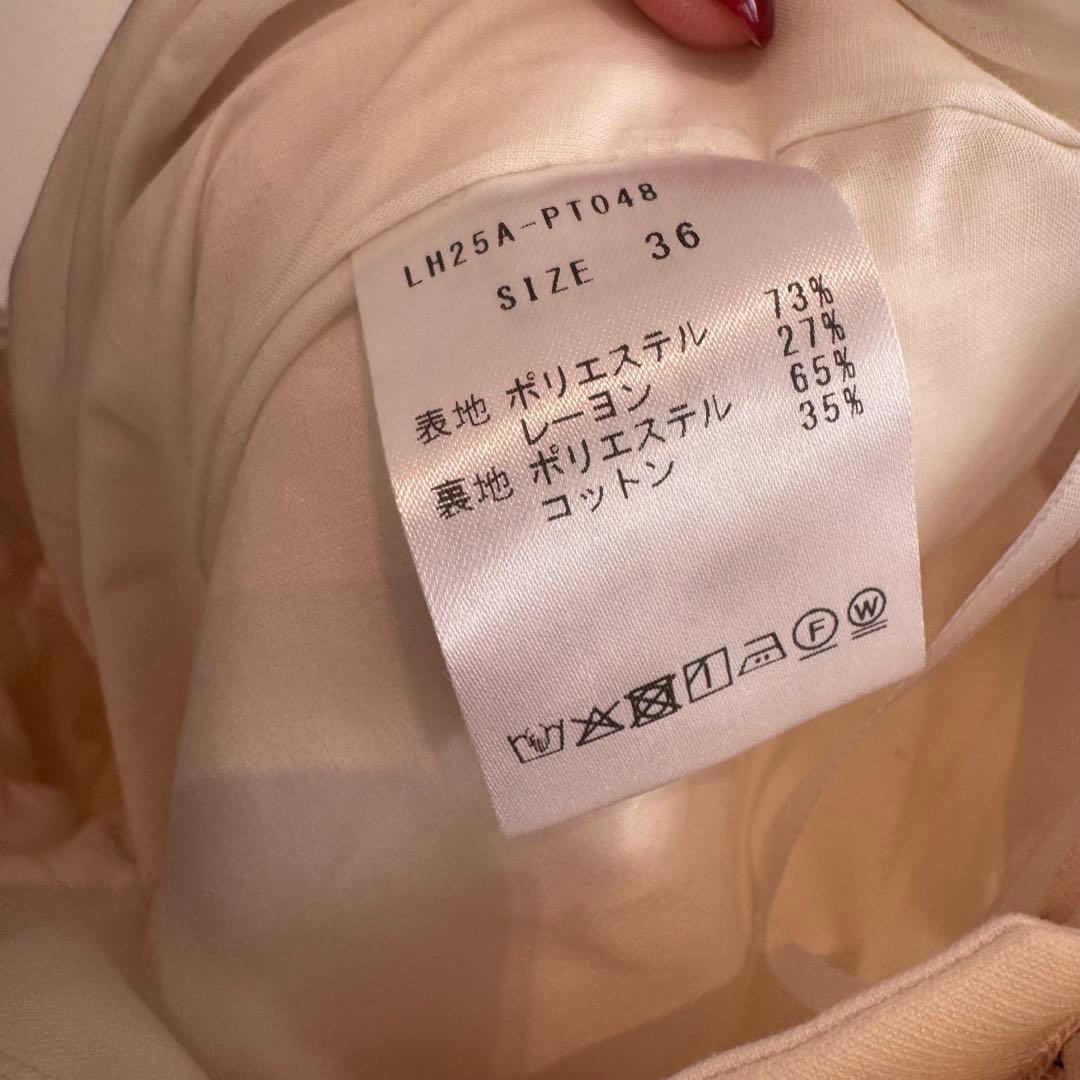 LH25A-PT048
SIZE 36
表地 ポリエステル 73%
レーヨン 27%
裏地 ポリエステル 65%
コットン 35%
F W